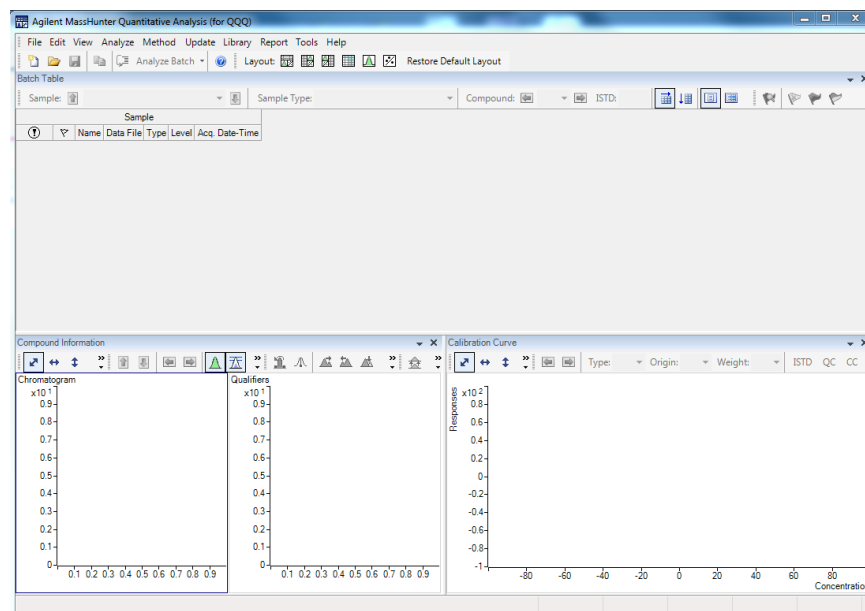 Agilent MassHunter Quantitative Analysis (for QQQ)
File Edit View Analyze Method Update Library Report Tools Help
Analyze Batch Layout: Restore Default Layout
Batch Table
Sample: Sample Type: Compound: ISTD:
Sample
Name Data File Type Level Acq. Date-Time
Compound Information
Chromatogram
x10 1
0.9
0.8
0.7
0.6
0.5
0.4
0.3
0.2
0.1
0
0.1 0.2 0.3 0.4 0.5 0.6 0.7 0.8 0.9
Qualifiers
x10 1
0.9
0.8
0.7
0.6
0.5
0.4
0.3
0.2
0.1
0
0.1 0.2 0.3 0.4 0.5 0.6 0.7 0.8 0.9
Calibration Curve
Type: Origin: Weight: ISTD QC CC
Responses
x10 2
0.8
0.6
0.4
0.2
0
-0.2
-0.4
-0.6
-0.8
-1
-80 -60 -40 -20 0 20 40 60 80
Concentratio